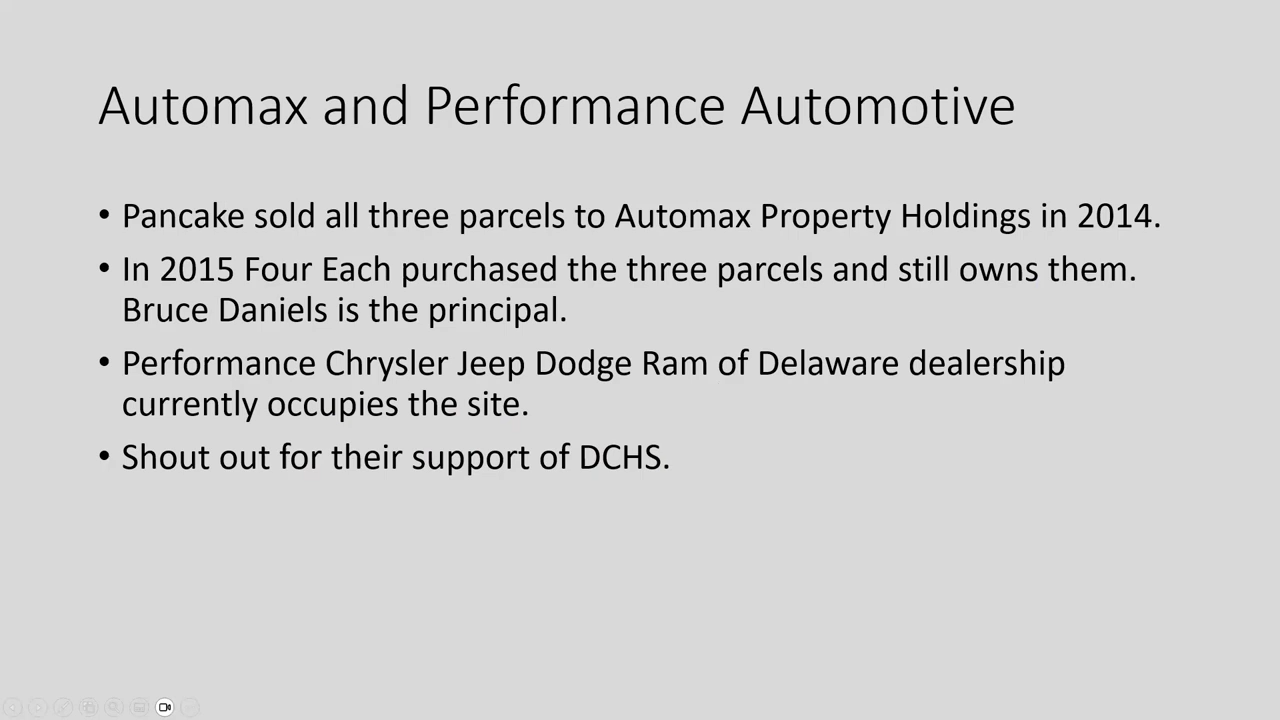 Automax and Performance Automotive
• Pancake sold all three parcels to Automax Property Holdings in 2014.
• In 2015 Four Each purchased the three parcels and still owns them.
Bruce Daniels is the principal.
• Performance Chrysler Jeep Dodge Ram of Delaware dealership
currently occupies the site.
• Shout out for their support of DCHS.